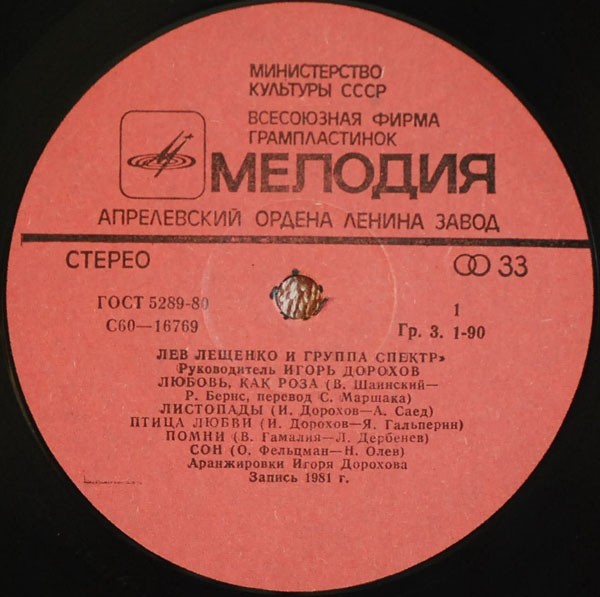 МИНИСТЕРСТВО
КУЛЬТУРЫ СССР
ВСЕСОЮЗНАЯ ФИРМА
ГРАМПЛАСТИНОК
МЕЛОДИЯ
АПРЕЛЕВСКИЙ ОРДЕНА ЛЕНИНА ЗАВОД
СТЕРЕО 33
ГОСТ 5289-80 1
С60—16769 Гр. 3. 1-90
ЛЕВ ЛЕЩЕНКО И ГРУППА СПЕКТР»
(Руководитель ИГОРЬ ДОРОХОВ
ЛЮБОВЬ, КАК РОЗА (В. Шаинский—
Р. Бернс, перевод С. Маршака)
ЛИСТОПАДЫ (И. Дорохов—А. Саед)
ПТИЦА ЛЮБВИ (И. Дорохов—Я. Гальперин)
ПОМНИ (В. Гамалия—Л. Дербенев)
СОН (О. Фельцман—Н. Олев)
Аранжировки Игоря Дорохова
Запись 1981 г.